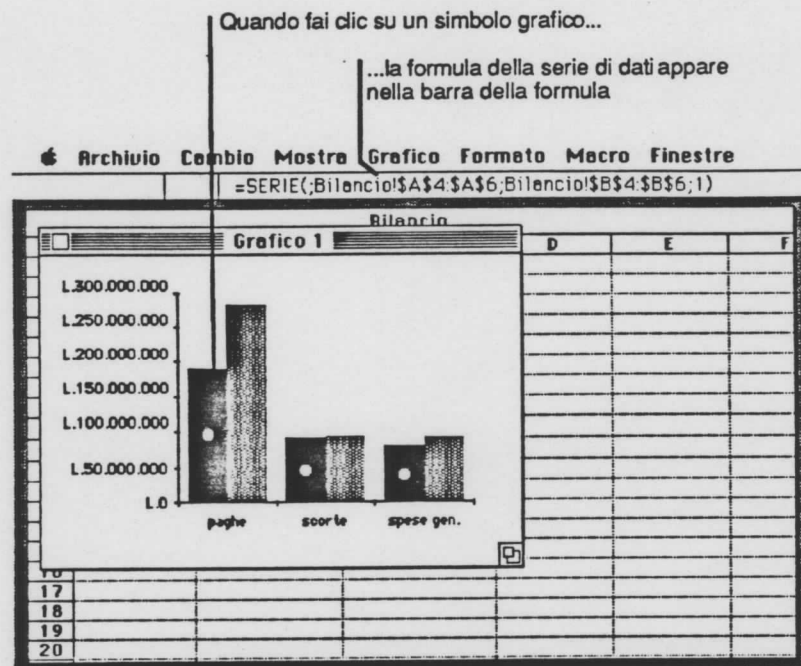 Quando fai clic su un simbolo grafico...
...la formula della serie di dati appare
nella barra della formula
Archivio Cambio Mostra Grafico Formato Macro Finestre
=SERIE(;Bilancio!$A$4:$A$6;Bilancio!$B$4:$B$6;1)
Bilancio
Grafico 1
D E F
L.300.000.000
L.250.000.000
L.200.000.000
L.150.000.000
L.100.000.000
L.50.000.000
L.0
paghe scorte spese gen.
16
17
18
19
20